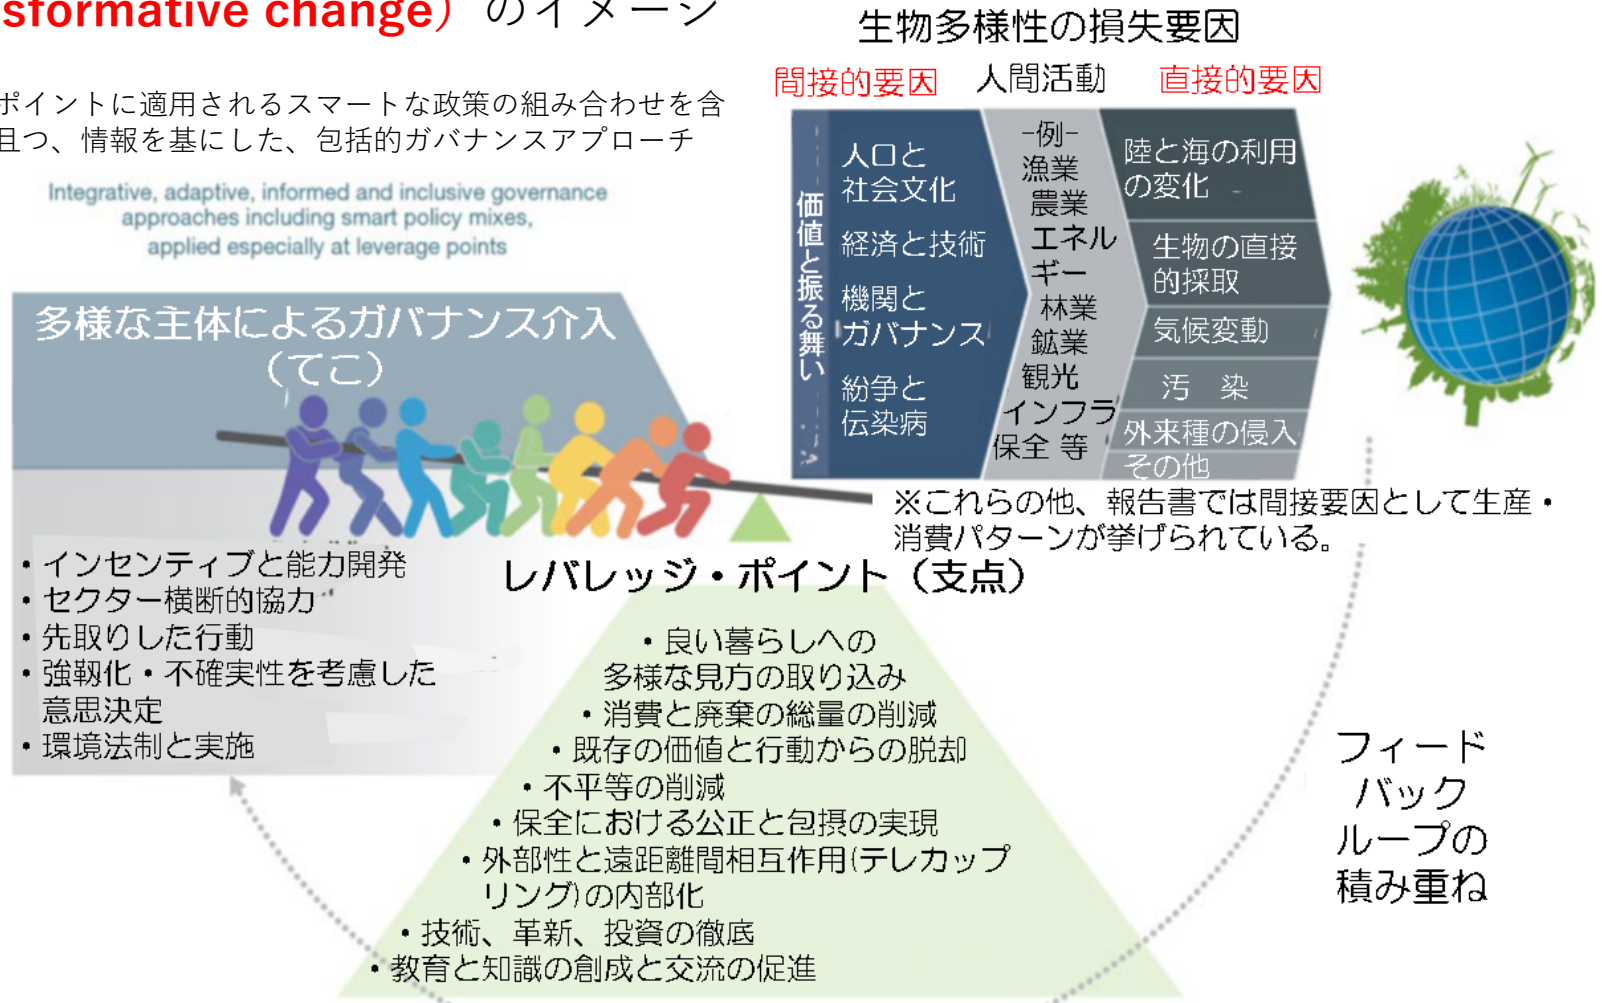 sformative change）のイメージ
ポイントに適用されるスマートな政策の組み合わせを含
且つ、情報を基にした、包括的ガバナンスアプローチ
Integrative, adaptive, informed and inclusive governance
approaches including smart policy mixes,
applied especially at leverage points
多様な主体によるガバナンス介入
（てこ）
・インセンティブと能力開発
・セクター横断的協力
・先取りした行動
・強靱化・不確実性を考慮した
意思決定
・環境法制と実施
生物多様性の損失要因
間接的要因
人間活動
直接的要因
価値と振る舞い
人口と
社会文化
経済と技術
機関と
ガバナンス
紛争と
伝染病
-例-
漁業
農業
エネル
ギー
林業
鉱業
観光
インフラ
保全 等
陸と海の利用
の変化
生物の直接
的採取
気候変動
汚　染
外来種の侵入
その他
※これらの他、報告書では間接要因として生産・
消費パターンが挙げられている。
レバレッジ・ポイント（支点）
・良い暮らしへの
多様な見方の取り込み
・消費と廃棄の総量の削減
・既存の価値と行動からの脱却
・不平等の削減
・保全における公正と包摂の実現
・外部性と遠距離間相互作用(テレカップ
リング)の内部化
・技術、革新、投資の徹底
・教育と知識の創成と交流の促進
フィード
バック
ループの
積み重ね